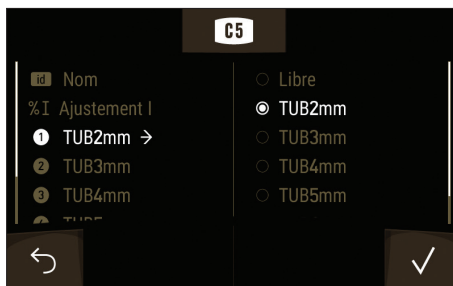 C5
id Nom
%I Ajustement I
1 TUB2mm →
2 TUB3mm
3 TUB4mm
Libre
TUB2mm
TUB3mm
TUB4mm
TUB5mm